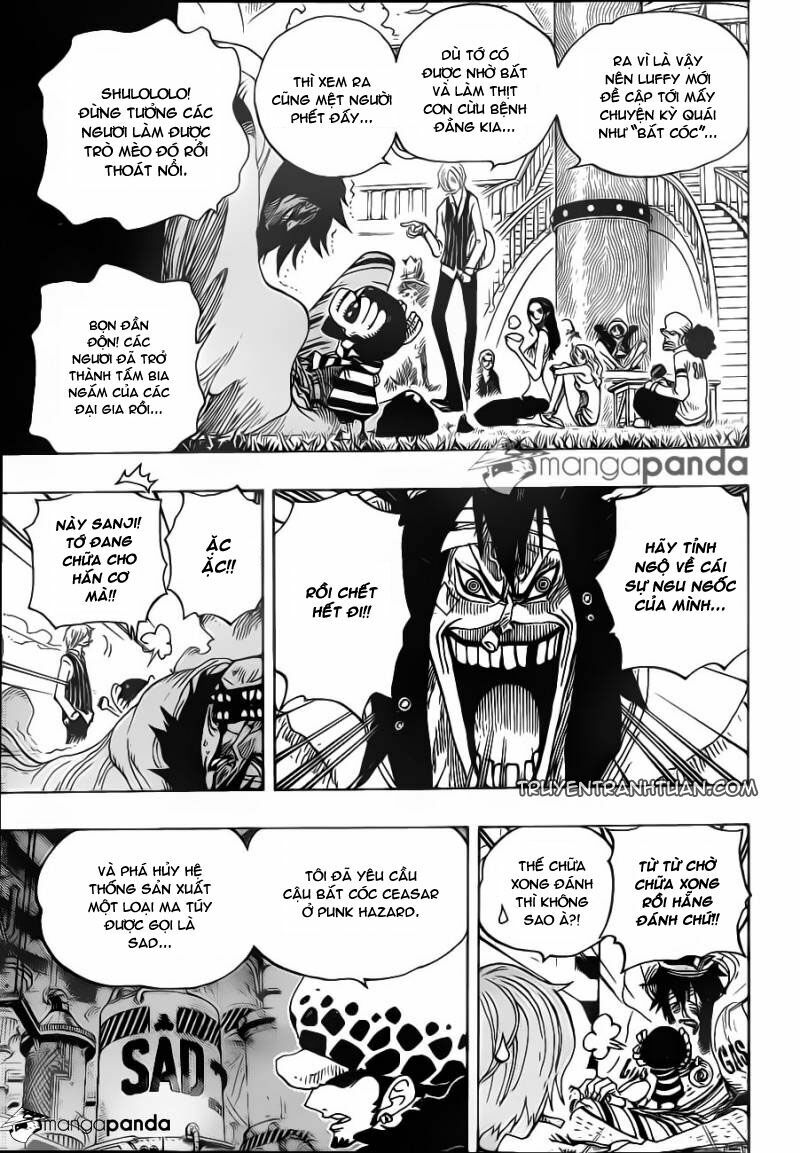 RA VÌ LÀ VẬY
NÊN LUFFY MỚI
ĐỀ CẬP TỚI MẤY
CHUYỆN KỲ QUÁI
NHƯ "BẮT CÓC"...
DÙ TỚ CÓ
ĐƯỢC NHỜ BẮT
VÀ LÀM THỊT
CON CỪU BỆNH
ĐẲNG KIA...
THÌ XEM RA
CŨNG MỆT NGƯỜI
PHẾT ĐẤY...
SHULOLOLO!
ĐỪNG TƯỞNG CÁC
NGƯƠI LÀM ĐƯỢC
TRÒ MÈO ĐÓ RỒI
THOÁT NỔI.
BỌN ĐẦN
ĐỘN! CÁC
NGƯƠI ĐÃ TRỞ
THÀNH TẤM BIA
NGẮM CỦA CÁC
ĐẠI GIA RỒI...
mangapanda
HÃY TỈNH
NGỘ VỀ CÁI
SỰ NGU NGỐC
CỦA MÌNH...
RỒI CHẾT
HẾT ĐI!!
ẶC
ẶC!!
NÀY SANJI!
TỚ ĐANG
CHỮA CHO
HẮN CƠ
MÀ!!
TRUYENTRANHTUAN.COM
TỪ TỪ CHỜ
CHỮA XONG
RỒI HẴNG
ĐÁNH CHỨ!!
THẾ CHỮA
XONG ĐÁNH
THÌ KHÔNG
SAO À?!
GAS
TÔI ĐÃ YÊU CẦU
CẬU BẮT CÓC CEASAR
Ở PUNK HAZARD.
VÀ PHÁ HỦY HỆ
THỐNG SẢN XUẤT
MỘT LOẠI MA TÚY
ĐƯỢC GỌI LÀ
SAD...
SAD
mangapanda